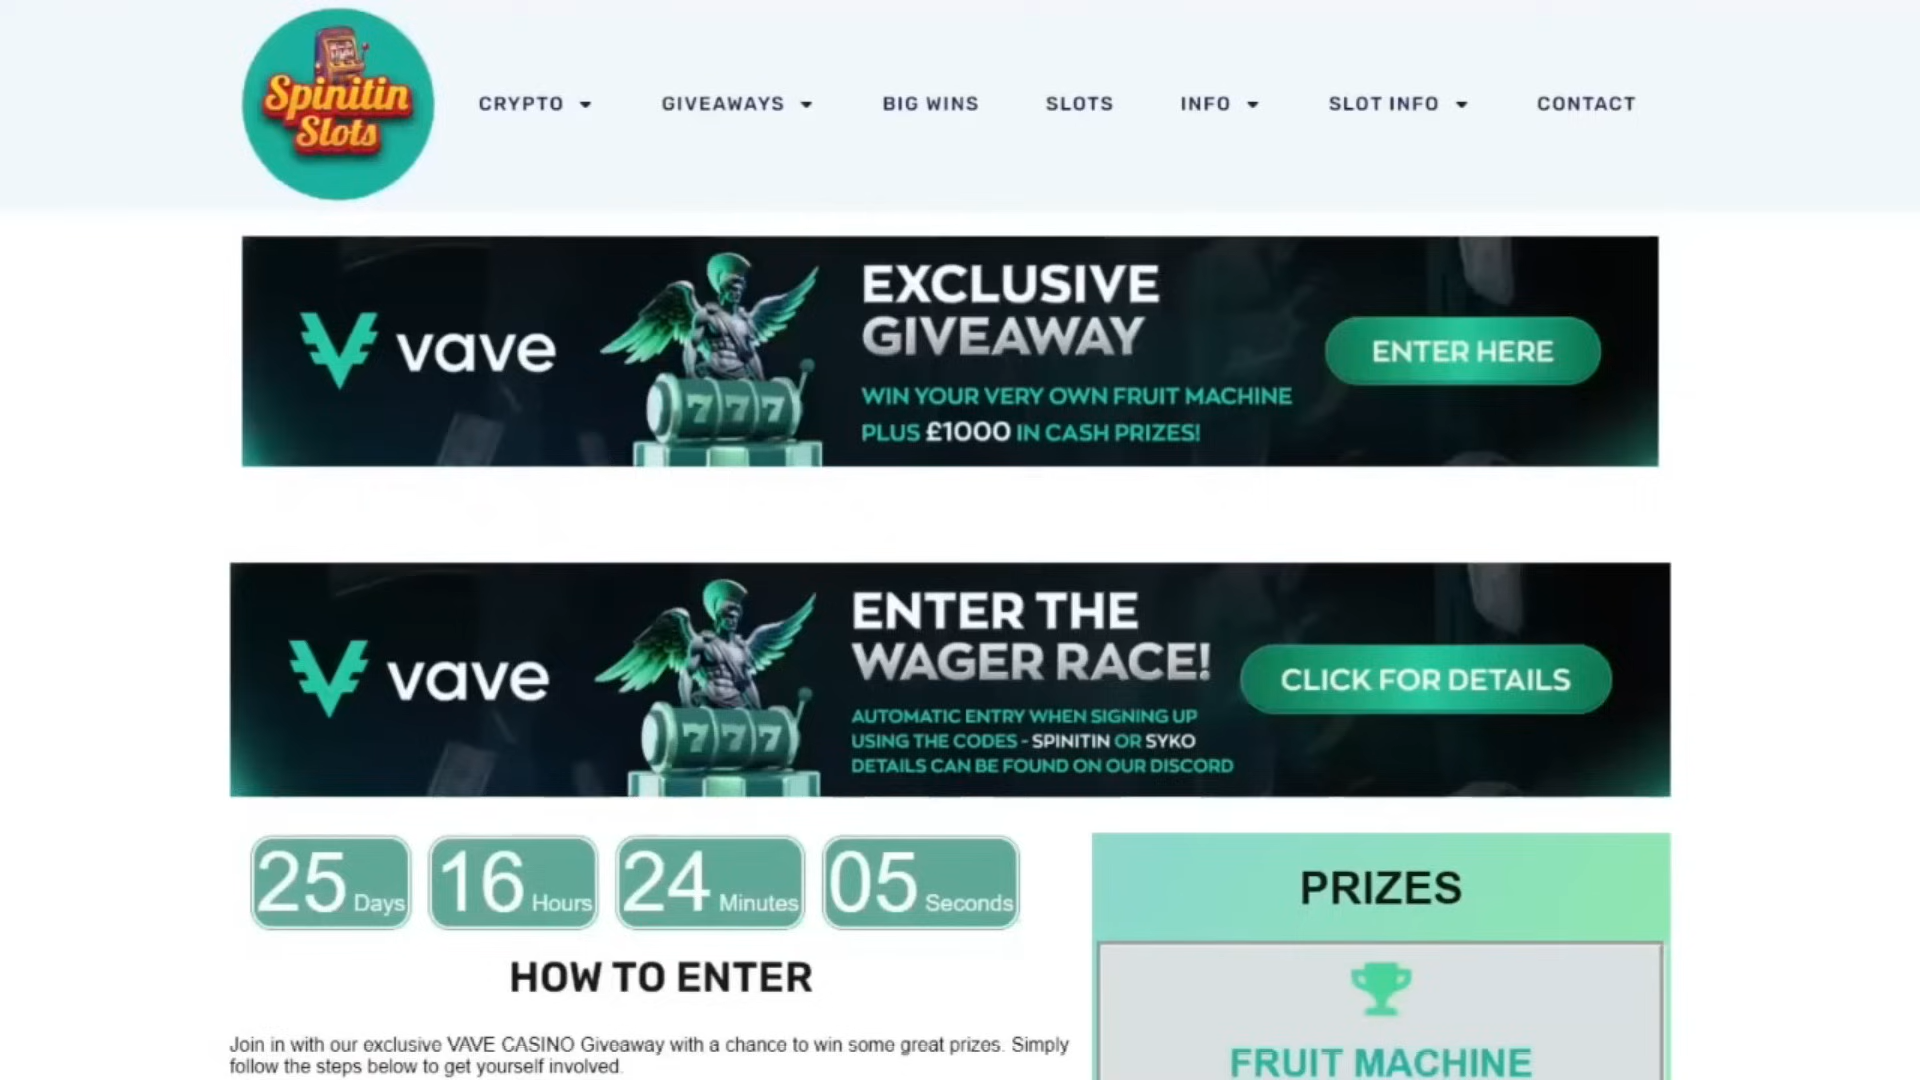 Spinitin
Slots
CRYPTO
GIVEAWAYS
BIG WINS
SLOTS
INFO
SLOT INFO
CONTACT
vave
EXCLUSIVE
GIVEAWAY
WIN YOUR VERY OWN FRUIT MACHINE
PLUS £1000 IN CASH PRIZES!
777
ENTER HERE
vave
ENTER THE
WAGER RACE!
AUTOMATIC ENTRY WHEN SIGNING UP
USING THE CODES - SPINITIN OR SYKO
DETAILS CAN BE FOUND ON OUR DISCORD
777
CLICK FOR DETAILS
25 Days
16 Hours
24 Minutes
05 Seconds
HOW TO ENTER
Join in with our exclusive VAVE CASINO Giveaway with a chance to win some great prizes. Simply
follow the steps below to get yourself involved.
PRIZES
FRUIT MACHINE